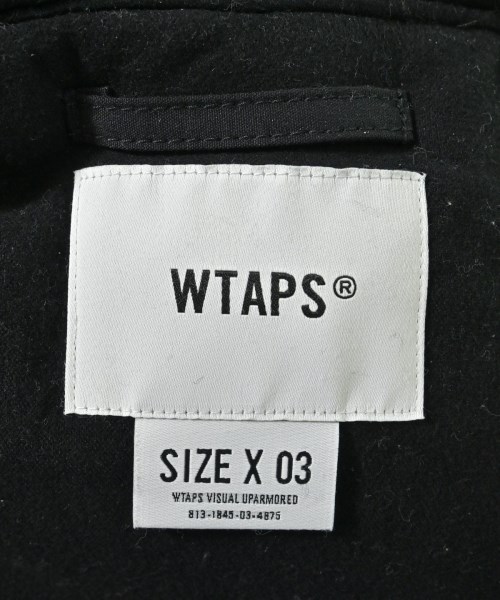 WTAPS®
SIZE X 03
WTAPS VISUAL UPARMORED
813-1845-03-4875